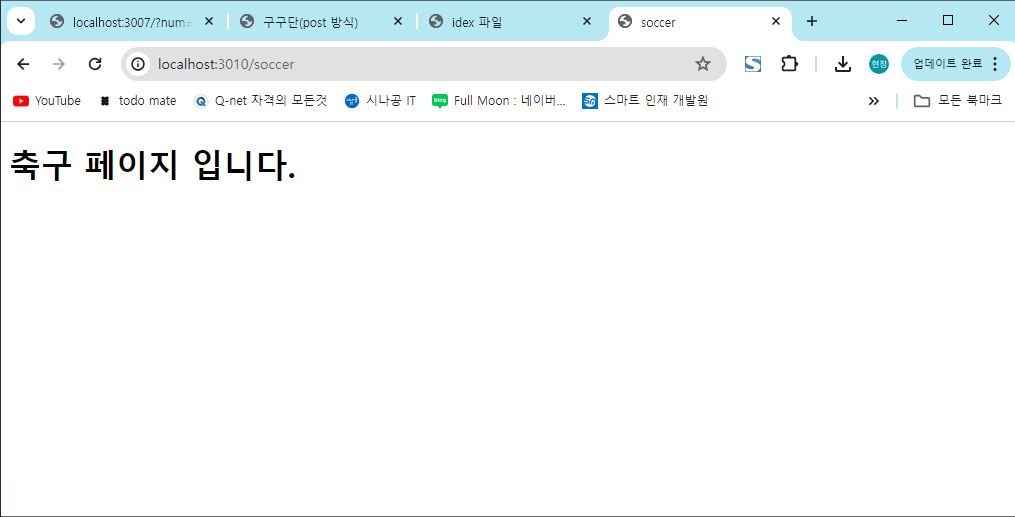 localhost:3007/?num=
구구단(post 방식)
idex 파일
soccer
localhost:3010/soccer
현정
업데이트 완료
YouTube
todo mate
Q-net 자격의 모든것
시나공 IT
blog
Full Moon : 네이버...
스마트 인재 개발원
모든 북마크
축구 페이지 입니다.